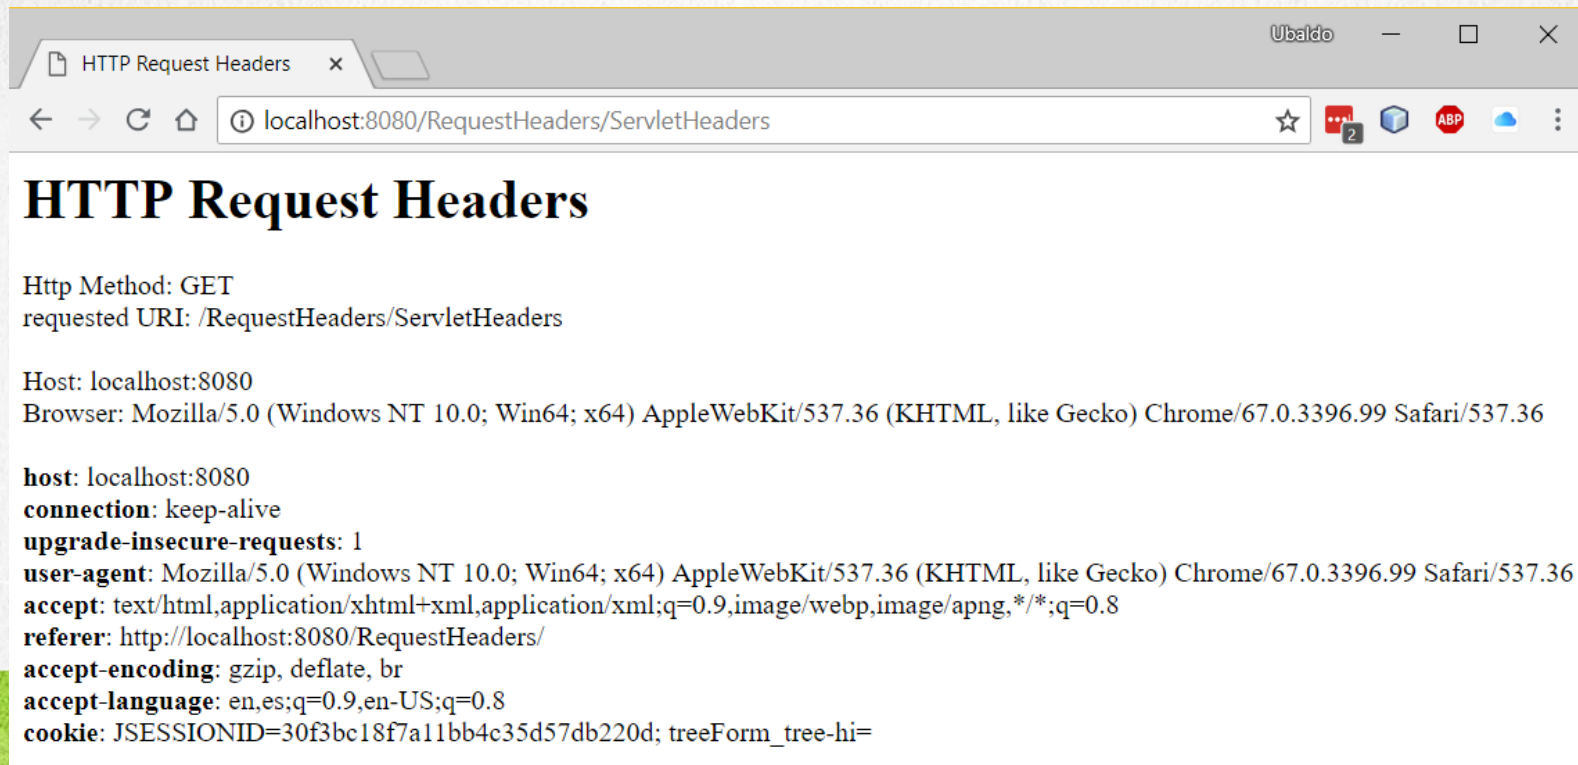 Ubaldo
HTTP Request Headers
localhost:8080/RequestHeaders/ServletHeaders
2
ABP
HTTP Request Headers
Http Method: GET
requested URI: /RequestHeaders/ServletHeaders
Host: localhost:8080
Browser: Mozilla/5.0 (Windows NT 10.0; Win64; x64) AppleWebKit/537.36 (KHTML, like Gecko) Chrome/67.0.3396.99 Safari/537.36
host: localhost:8080
connection: keep-alive
upgrade-insecure-requests: 1
user-agent: Mozilla/5.0 (Windows NT 10.0; Win64; x64) AppleWebKit/537.36 (KHTML, like Gecko) Chrome/67.0.3396.99 Safari/537.36
accept: text/html,application/xhtml+xml,application/xml;q=0.9,image/webp,image/apng,*/*;q=0.8
referer: http://localhost:8080/RequestHeaders/
accept-encoding: gzip, deflate, br
accept-language: en,es;q=0.9,en-US;q=0.8
cookie: JSESSIONID=30f3bc18f7a11bb4c35d57db220d; treeForm_tree-hi=